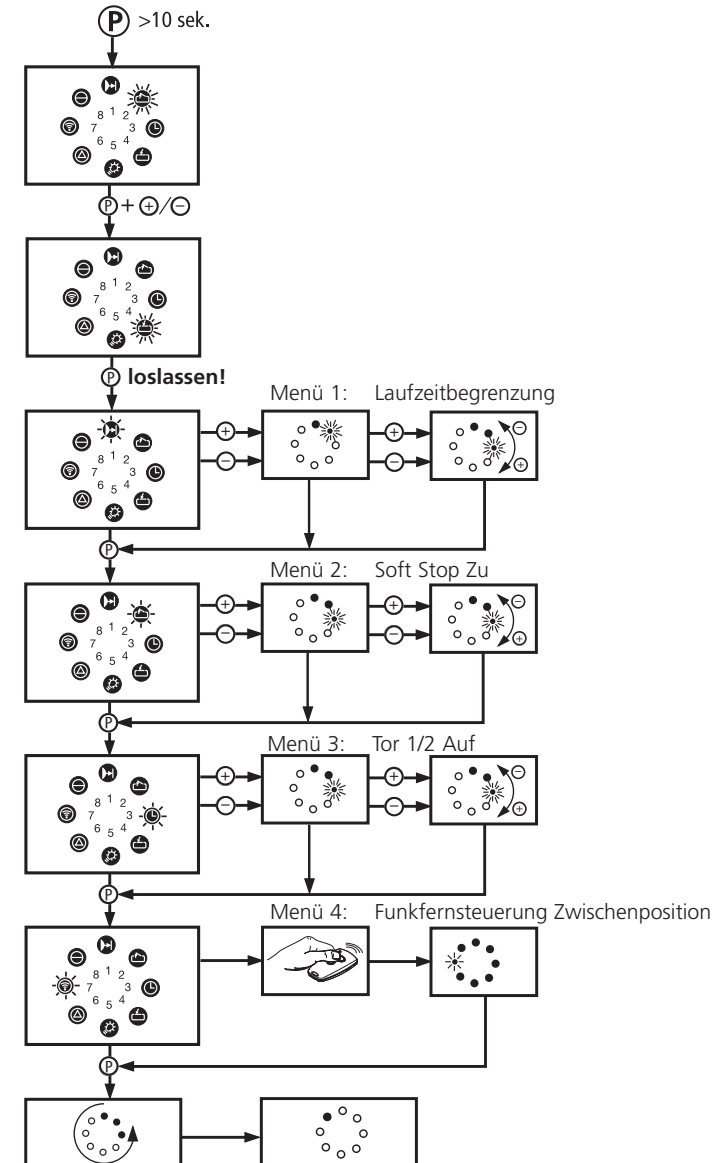 P >10 sek.
8 1 2
7 3
6 5 4
P + +/−
8 1 2
7 3
6 5 4
P loslassen!
Menü 1: Laufzeitbegrenzung
8 1 2
7 3
6 5 4
+ + −
− − +
P
Menü 2: Soft Stop Zu
8 1 2
7 3
6 5 4
+ + −
− − +
P
Menü 3: Tor 1/2 Auf
8 1 2
7 3
6 5 4
+ + −
− − +
P
Menü 4: Funkfernsteuerung Zwischenposition
8 1 2
7 3
6 5 4
P